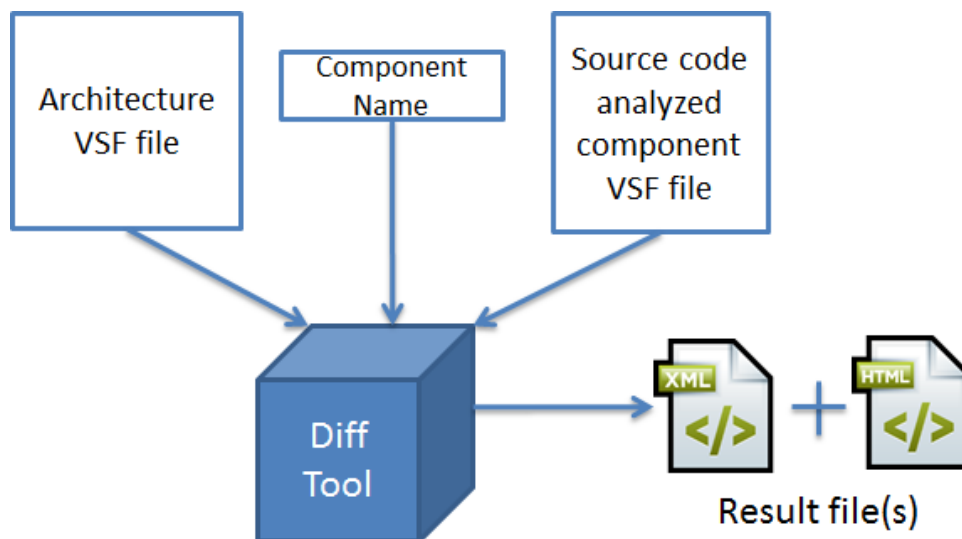 Architecture
VSF file
Component
Name
Source code
analyzed
component
VSF file
Diff
Tool
XML
</>
HTML
</>
Result file(s)